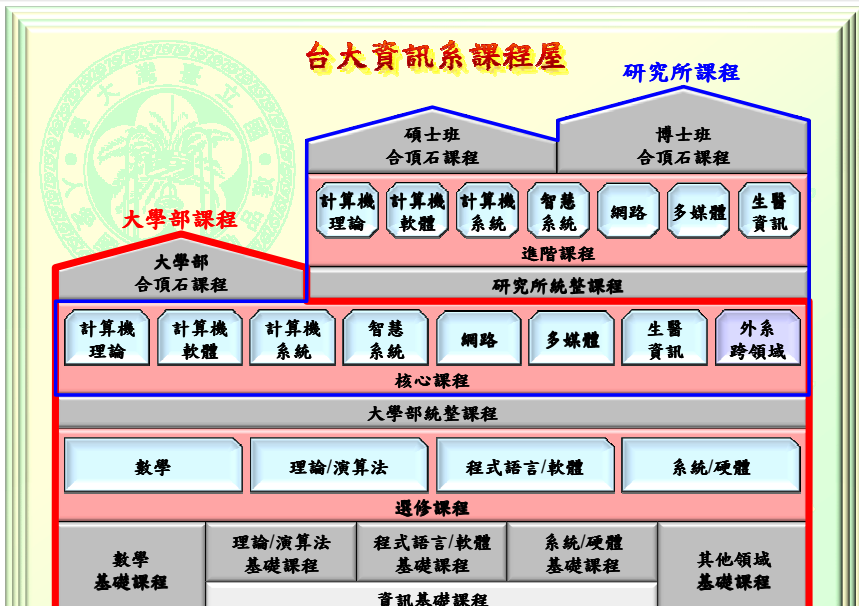 台大資訊系課程屋
研究所課程
碩士班
合頂石課程
博士班
合頂石課程
計算機
理論
計算機
軟體
計算機
系統
智慧
系統
網路
多媒體
生醫
資訊
進階課程
大學部課程
大學部
合頂石課程
研究所統整課程
計算機
理論
計算機
軟體
計算機
系統
智慧
系統
網路
多媒體
生醫
資訊
外系
跨領域
核心課程
大學部統整課程
數學
理論/演算法
程式語言/軟體
系統/硬體
選修課程
數學
基礎課程
理論/演算法
基礎課程
程式語言/軟體
基礎課程
系統/硬體
基礎課程
其他領域
基礎課程
資訊基礎課程